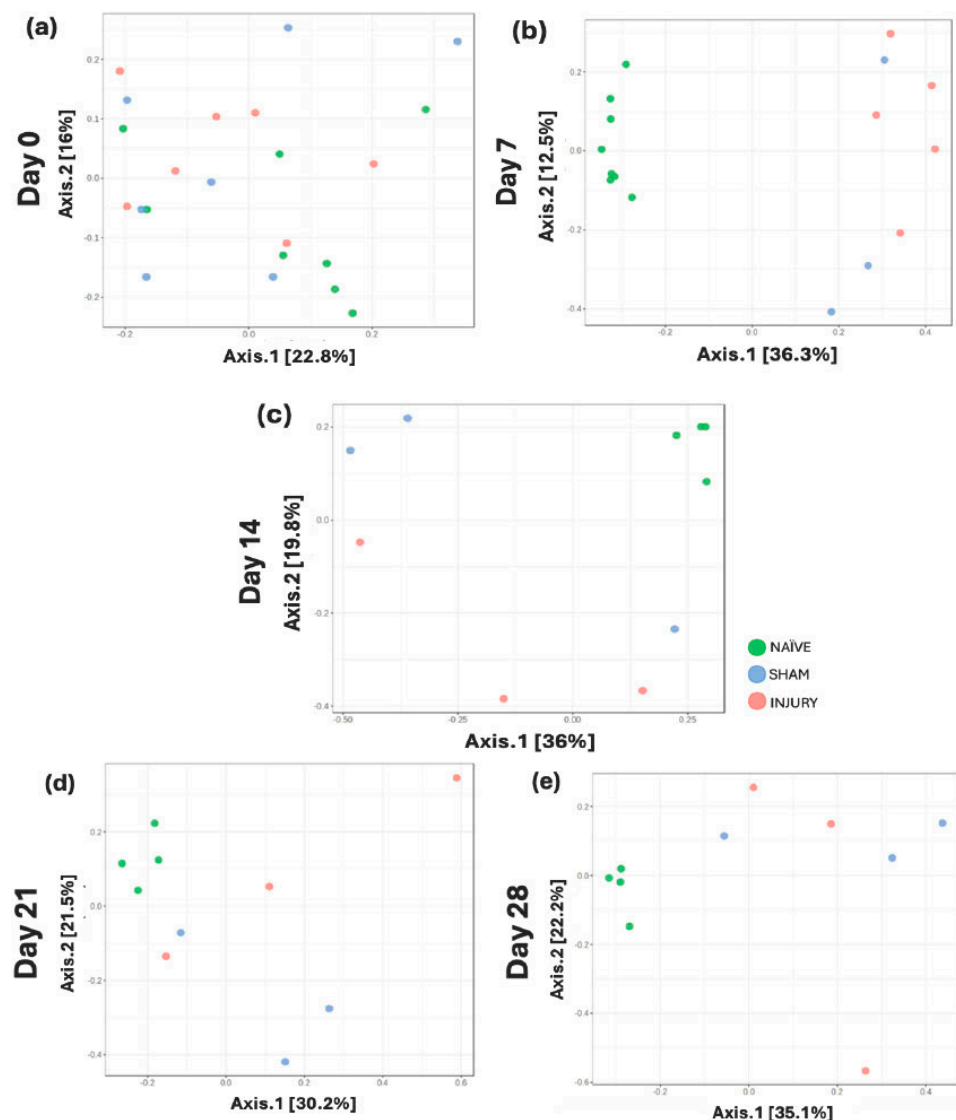 (a)
Day 0
Axis.2 [16%]
0.2
0.1
0.0
-0.1
-0.2
-0.2
0.0
0.2
Axis.1 [22.8%]
(b)
Day 7
Axis.2 [12.5%]
0.2
0.0
-0.2
-0.4
-0.2
0.0
0.2
0.4
Axis.1 [36.3%]
(c)
Day 14
Axis.2 [19.8%]
0.2
0.0
-0.2
-0.4
-0.50
-0.25
0.00
0.25
Axis.1 [36%]
NAÏVE
SHAM
INJURY
(d)
Day 21
Axis.2 [21.5%]
0.2
0.0
-0.2
-0.4
-0.2
0.0
0.2
0.4
0.6
Axis.1 [30.2%]
(e)
Day 28
Axis.2 [22.2%]
0.2
0.0
-0.2
-0.4
-0.6
-0.2
0.0
0.2
0.4
Axis.1 [35.1%]